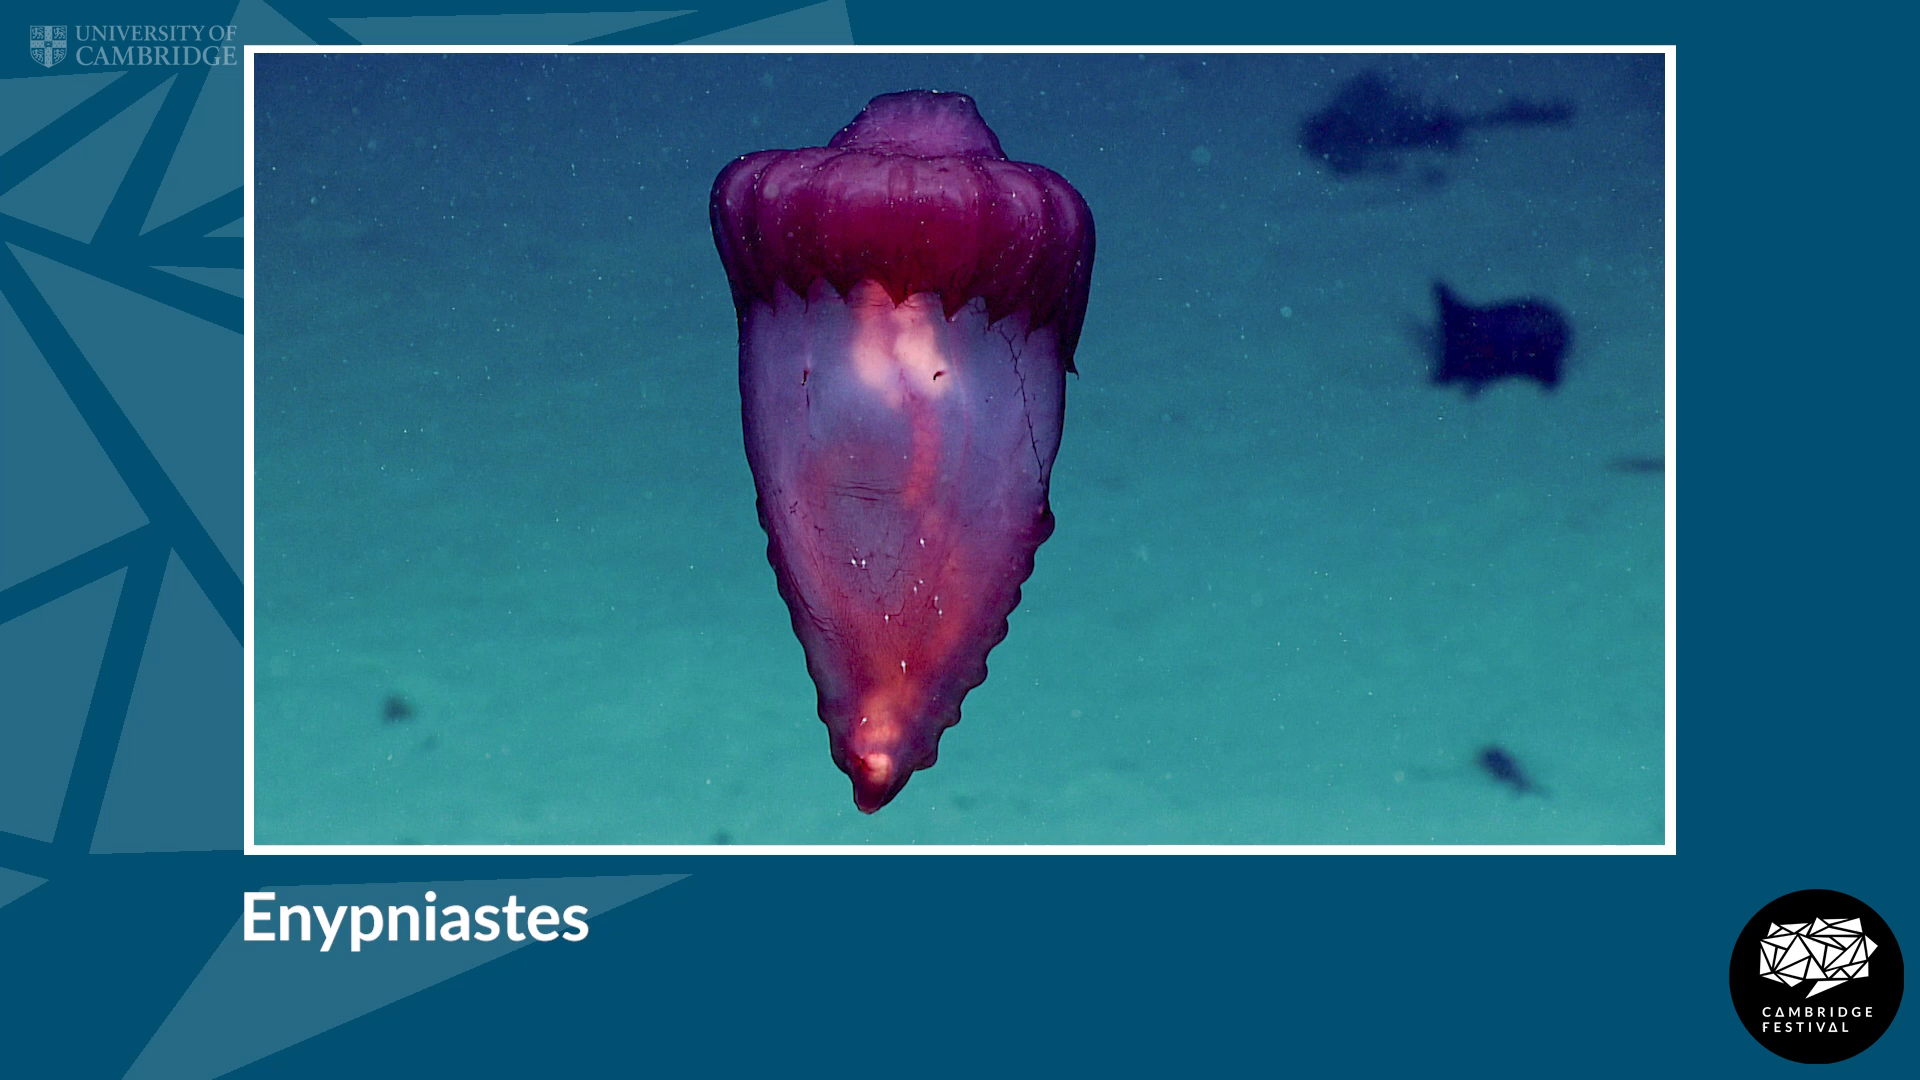 UNIVERSITY OF
CAMBRIDGE
Enypniastes
CAMBRIDGE
FESTIVAL